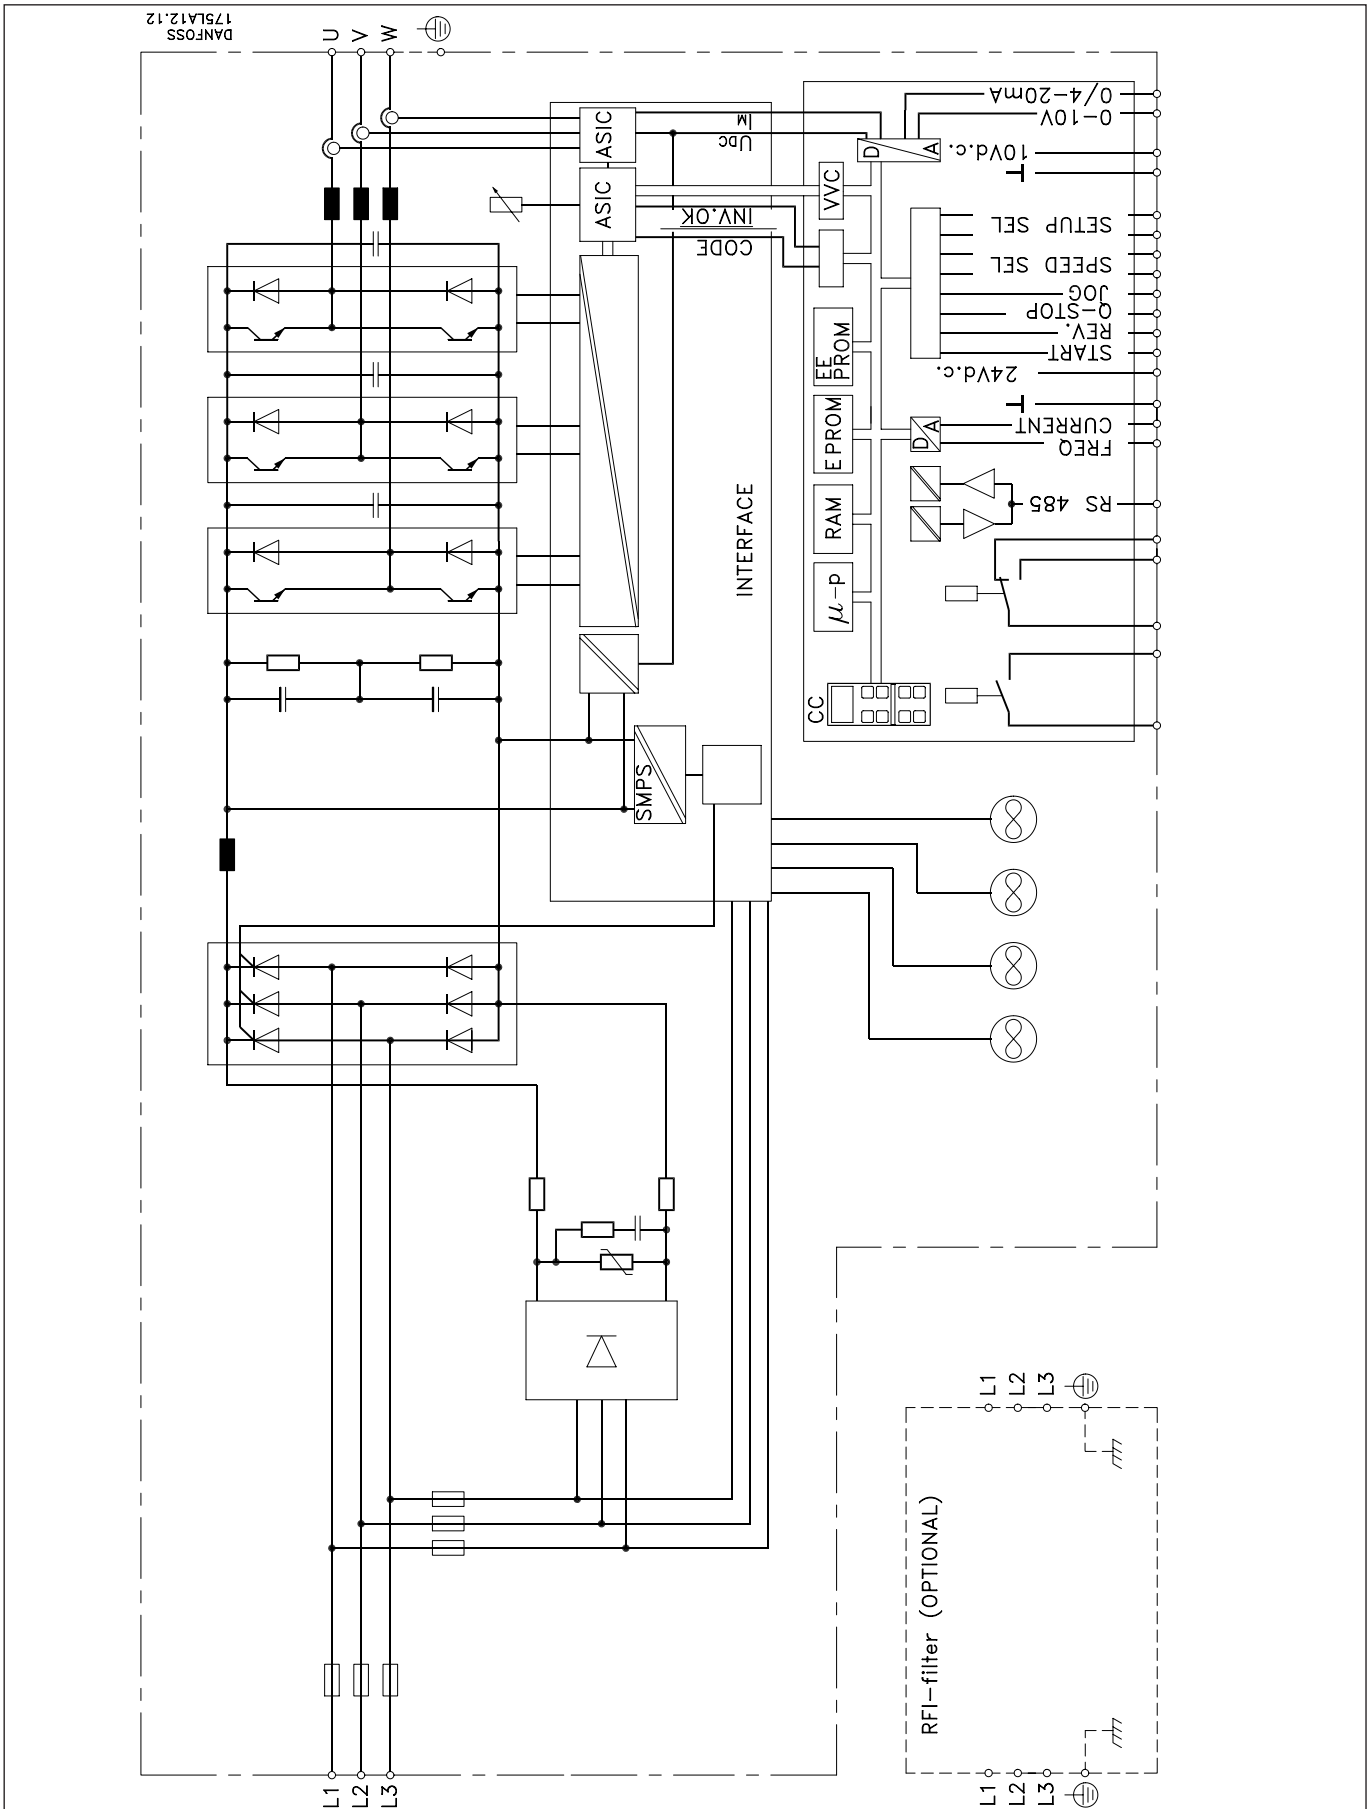 DANFOSS
175LA12.12
U
V
W
ASIC
ASIC
IM
UDC
INV.OK
CODE
INTERFACE
SMPS
D
A
VVC
EE
PROM
E PROM
RAM
μ-p
CC
D
A
0/4-20mA
0-10V
10Vd.c.
SETUP SEL
SPEED SEL
JOG
Q-STOP
REV.
START
24Vd.c.
CURRENT
FREQ
RS 485
L1
L2
L3
RFI-filter (OPTIONAL)
L1
L2
L3
L1
L2
L3